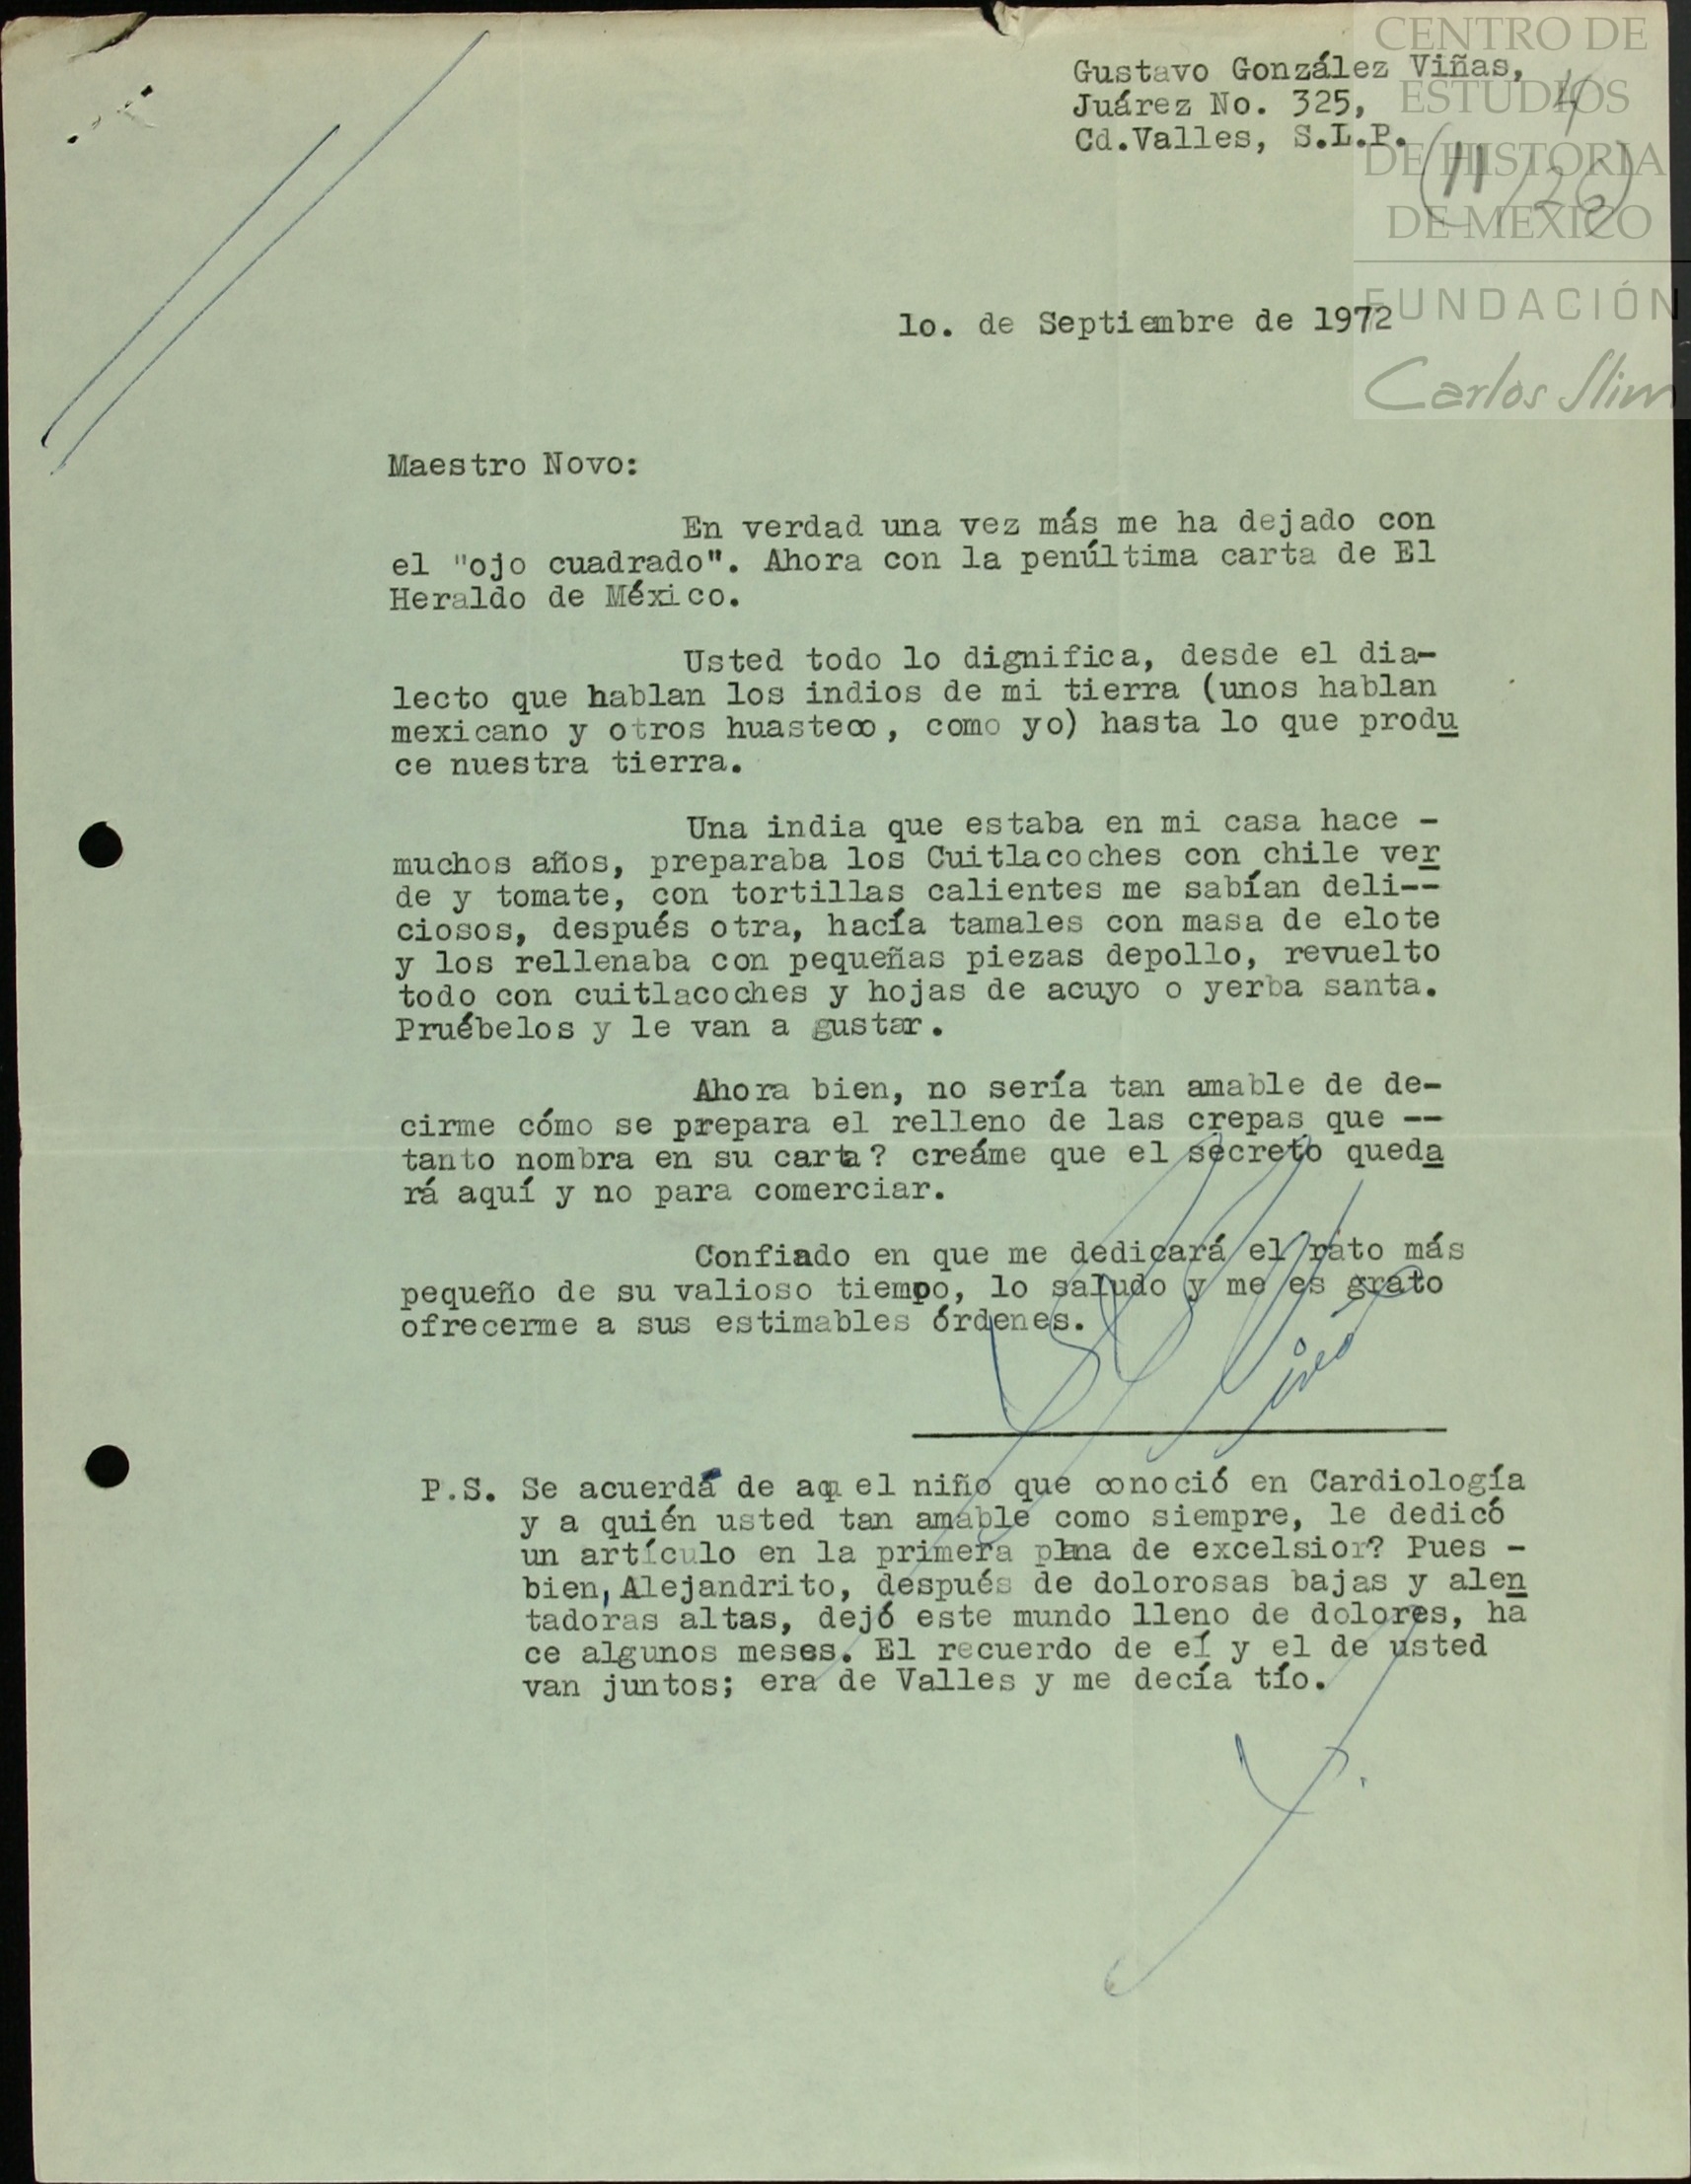 CENTRO DE
ESTUDIOS
DE HISTORIA
DE MEXICO
FUNDACIÓN
Carlos Slim
Gustavo González Viñas,
Juárez No. 325,
Cd.Valles, S.L.P.
4
(11/26)
1o. de Septiembre de 1972
Maestro Novo:
En verdad una vez más me ha dejado con
el "ojo cuadrado". Ahora con la penúltima carta de El
Heraldo de México.
Usted todo lo dignifica, desde el dia-
lecto que hablan los indios de mi tierra (unos hablan
mexicano y otros huasteco, como yo) hasta lo que produ
ce nuestra tierra.
Una india que estaba en mi casa hace -
muchos años, preparaba los Cuitlacoches con chile ver
de y tomate, con tortillas calientes me sabían deli--
ciosos, después otra, hacía tamales con masa de elote
y los rellenaba con pequeñas piezas depollo, revuelto
todo con cuitlacoches y hojas de acuyo o yerba santa.
Pruébelos y le van a gustar.
Ahora bien, no sería tan amable de de-
cirme cómo se prepara el relleno de las crepas que --
tanto nombra en su carta? creáme que el secreto queda
rá aquí y no para comerciar.
Confiado en que me dedicará el rato más
pequeño de su valioso tiempo, lo saludo y me es grato
ofrecerme a sus estimables órdenes.
P.S. Se acuerdá de aquel niño que conoció en Cardiología
y a quién usted tan amable como siempre, le dedicó
un artículo en la primera plana de excelsior? Pues -
bien, Alejandrito, después de dolorosas bajas y alen
tadoras altas, dejó este mundo lleno de dolores, ha
ce algunos meses. El recuerdo de eí y el de usted
van juntos; era de Valles y me decía tío.